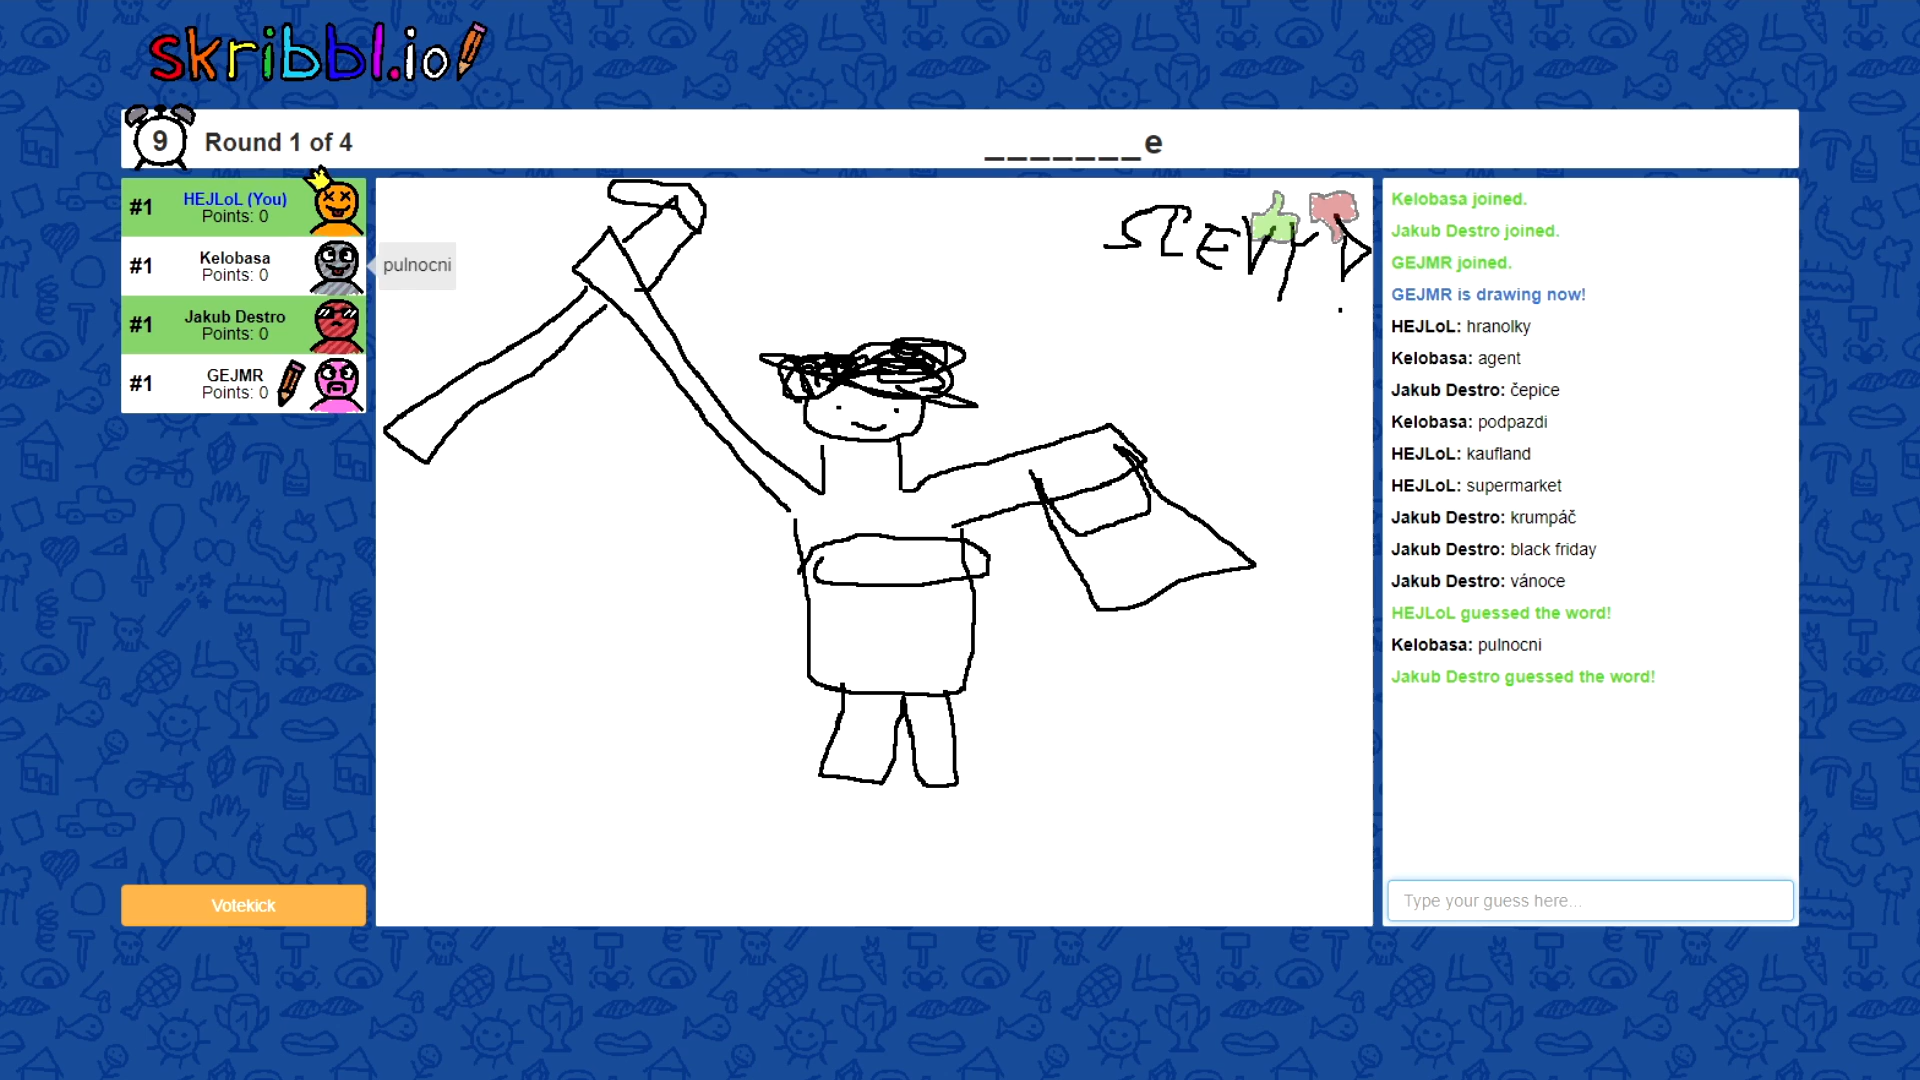 skribbl.io
9
Round 1 of 4
_______e
#1
HEJLoL (You)
Points: 0
#1
Kelobasa
Points: 0
pulnocni
#1
Jakub Destro
Points: 0
#1
GEJMR
Points: 0
Votekick
Kelobasa joined.
Jakub Destro joined.
GEJMR joined.
GEJMR is drawing now!
HEJLoL: hranolky
Kelobasa: agent
Jakub Destro: čepice
Kelobasa: podpazdi
HEJLoL: kaufland
HEJLoL: supermarket
Jakub Destro: krumpáč
Jakub Destro: black friday
Jakub Destro: vánoce
HEJLoL guessed the word!
Kelobasa: pulnocni
Jakub Destro guessed the word!
Type your guess here...